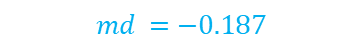 md = −0.187